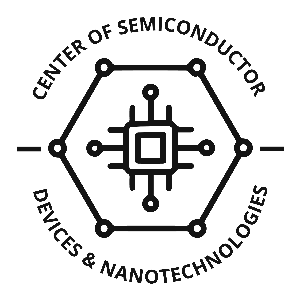 CENTER OF SEMICONDUCTOR
DEVICES & NANOTECHNOLOGIES